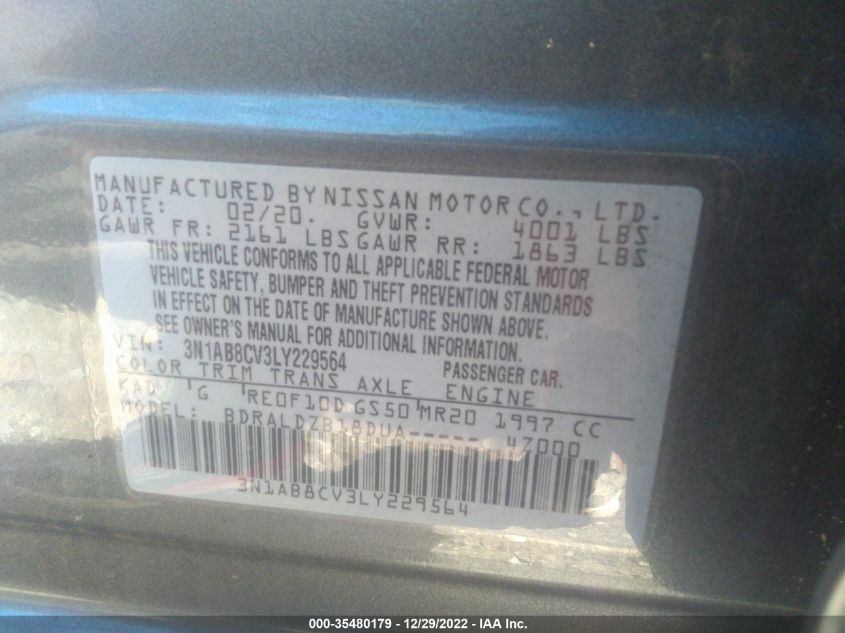 MANUFACTURED BY NISSAN MOTOR CO., LTD.
DATE: 02/20. GVWR: 4001 LBS
GAWR FR: 2161 LBS GAWR RR: 1863 LBS
THIS VEHICLE CONFORMS TO ALL APPLICABLE FEDERAL MOTOR
VEHICLE SAFETY, BUMPER AND THEFT PREVENTION STANDARDS
IN EFFECT ON THE DATE OF MANUFACTURE SHOWN ABOVE.
SEE OWNER'S MANUAL FOR ADDITIONAL INFORMATION.
VIN: 3N1AB8CV3LY229564 PASSENGER CAR.
COLOR TRIM TRANS AXLE ENGINE
KAD G RE0F10D GS50 MR20 1997 CC
MODEL: BDRALDZB18DUA----- 47000
3N1AB8CV3LY229564
000-35480179 - 12/29/2022 - IAA Inc.